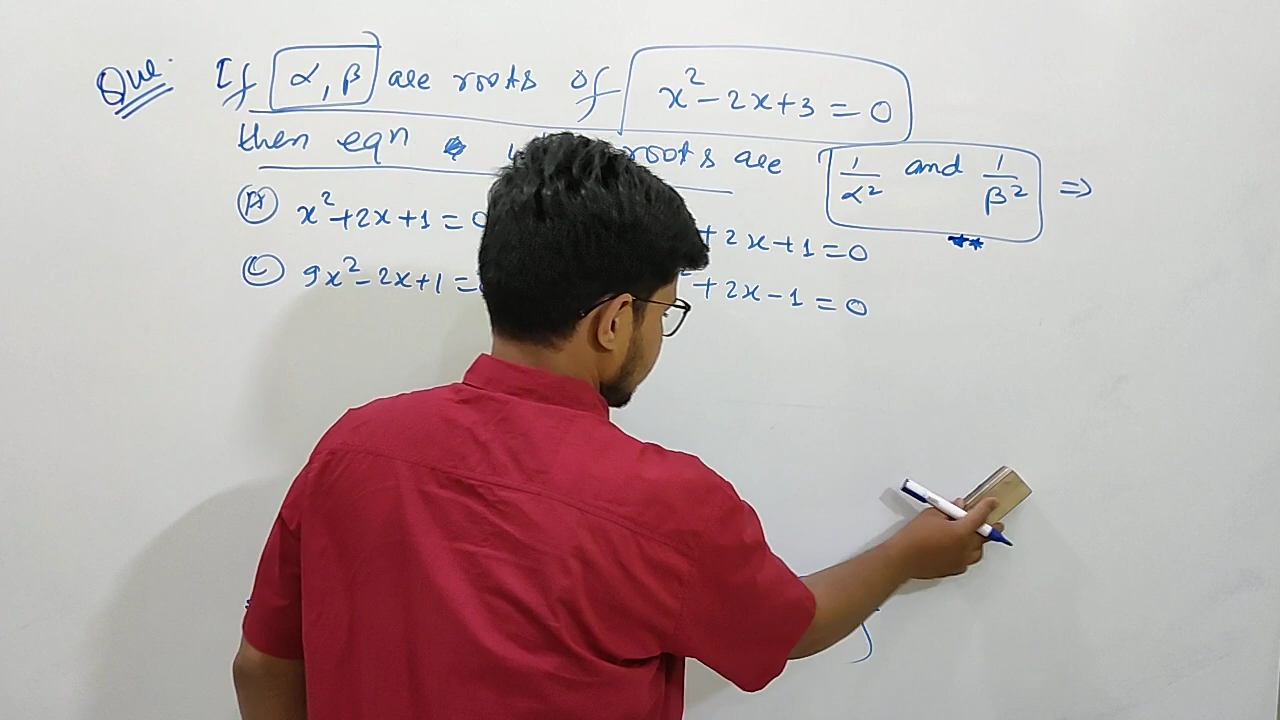 Que. If α, β are roots of x² - 2x + 3 = 0
then eqn roots are 1/α² and 1/β² ⇒
(A) x² + 2x + 1 = 0 + 2x + 1 = 0
(C) 9x² - 2x + 1 = + 2x - 1 = 0